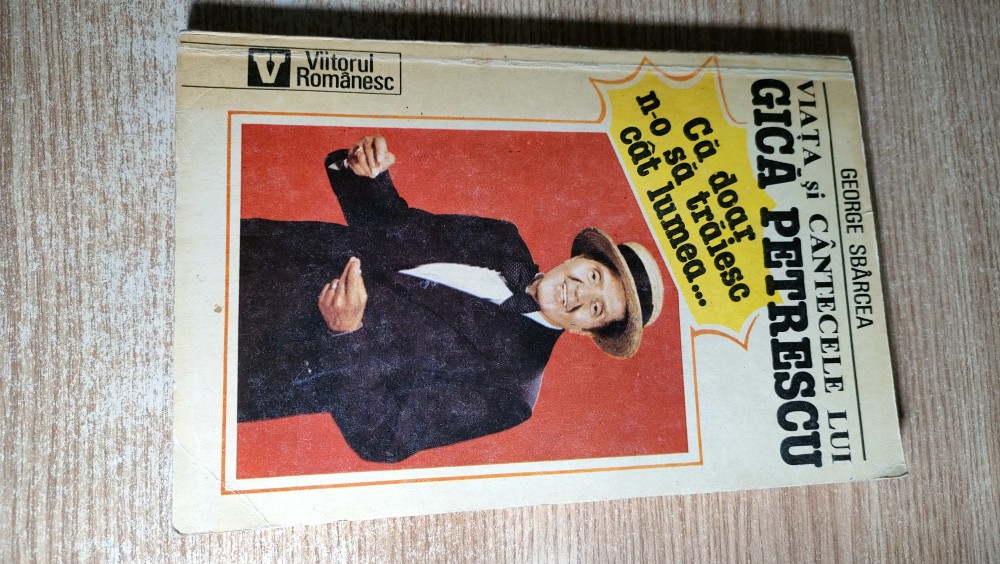 GEORGE SBÂRCEA
VIAȚA și CÂNTECELE LUI
GICĂ PETRESCU
Că doar
n-o să trăiesc
cât lumea...
V
Viitorul
Românesc